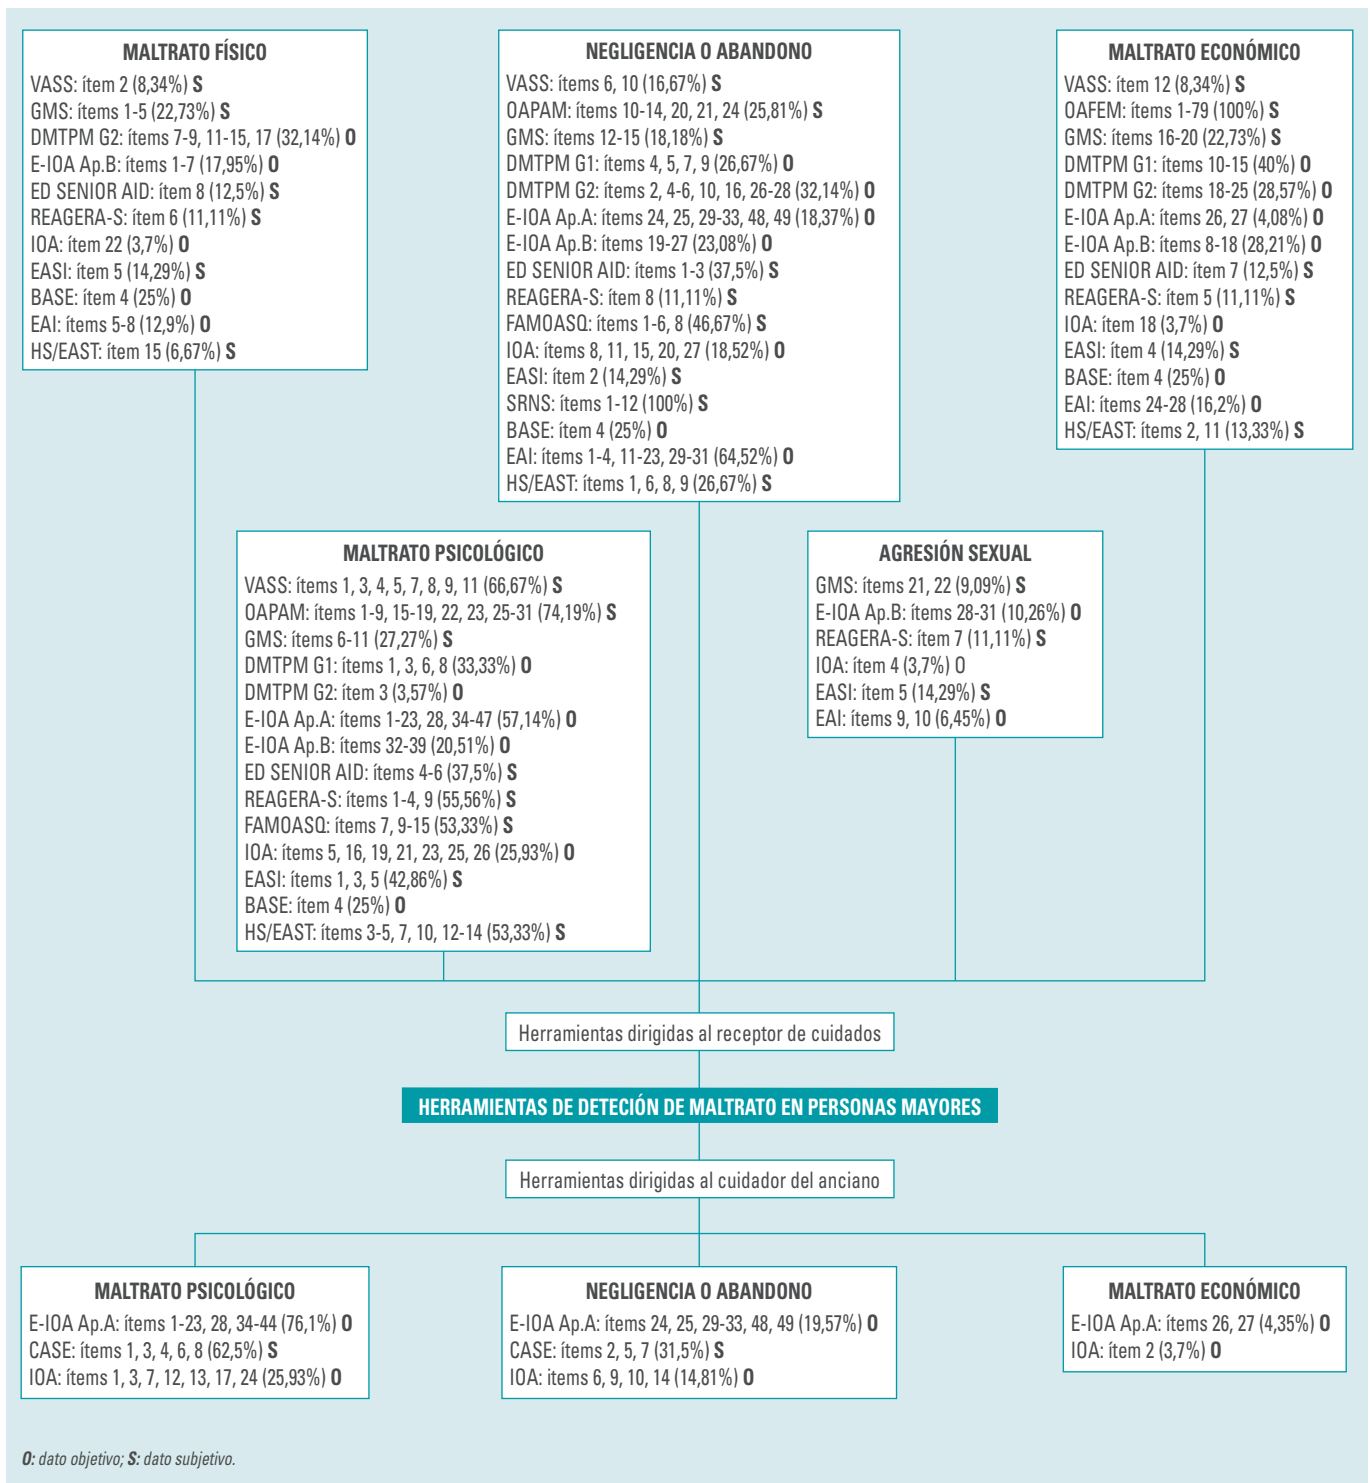 MALTRATO FÍSICO
VASS: ítem 2 (8,34%) S
GMS: ítems 1-5 (22,73%) S
DMTPM G2: ítems 7-9, 11-15, 17 (32,14%) O
E-IOA Ap.B: ítems 1-7 (17,95%) O
ED SENIOR AID: ítem 8 (12,5%) S
REAGERA-S: ítem 6 (11,11%) S
IOA: ítem 22 (3,7%) O
EASI: ítem 5 (14,29%) S
BASE: ítem 4 (25%) O
EAI: ítems 5-8 (12,9%) O
HS/EAST: ítem 15 (6,67%) S
NEGLIGENCIA O ABANDONO
VASS: ítems 6, 10 (16,67%) S
OAPAM: ítems 10-14, 20, 21, 24 (25,81%) S
GMS: ítems 12-15 (18,18%) S
DMTPM G1: ítems 4, 5, 7, 9 (26,67%) O
DMTPM G2: ítems 2, 4-6, 10, 16, 26-28 (32,14%) O
E-IOA Ap.A: ítems 24, 25, 29-33, 48, 49 (18,37%) O
E-IOA Ap.B: ítems 19-27 (23,08%) O
ED SENIOR AID: ítems 1-3 (37,5%) S
REAGERA-S: ítem 8 (11,11%) S
FAMOASQ: ítems 1-6, 8 (46,67%) S
IOA: ítems 8, 11, 15, 20, 27 (18,52%) O
EASI: ítem 2 (14,29%) S
SRNS: ítems 1-12 (100%) S
BASE: ítem 4 (25%) O
EAI: ítems 1-4, 11-23, 29-31 (64,52%) O
HS/EAST: ítems 1, 6, 8, 9 (26,67%) S
MALTRATO ECONÓMICO
VASS: ítem 12 (8,34%) S
OAFEM: ítems 1-79 (100%) S
GMS: ítems 16-20 (22,73%) S
DMTPM G1: ítems 10-15 (40%) O
DMTPM G2: ítems 18-25 (28,57%) O
E-IOA Ap.A: ítems 26, 27 (4,08%) O
E-IOA Ap.B: ítems 8-18 (28,21%) O
ED SENIOR AID: ítem 7 (12,5%) S
REAGERA-S: ítem 5 (11,11%) S
IOA: ítem 18 (3,7%) O
EASI: ítem 4 (14,29%) S
BASE: ítem 4 (25%) O
EAI: ítems 24-28 (16,2%) O
HS/EAST: ítems 2, 11 (13,33%) S
MALTRATO PSICOLÓGICO
VASS: ítems 1, 3, 4, 5, 7, 8, 9, 11 (66,67%) S
OAPAM: ítems 1-9, 15-19, 22, 23, 25-31 (74,19%) S
GMS: ítems 6-11 (27,27%) S
DMTPM G1: ítems 1, 3, 6, 8 (33,33%) O
DMTPM G2: ítem 3 (3,57%) O
E-IOA Ap.A: ítems 1-23, 28, 34-47 (57,14%) O
E-IOA Ap.B: ítems 32-39 (20,51%) O
ED SENIOR AID: ítems 4-6 (37,5%) S
REAGERA-S: ítems 1-4, 9 (55,56%) S
FAMOASQ: ítems 7, 9-15 (53,33%) S
IOA: ítems 5, 16, 19, 21, 23, 25, 26 (25,93%) O
EASI: ítems 1, 3, 5 (42,86%) S
BASE: ítem 4 (25%) O
HS/EAST: ítems 3-5, 7, 10, 12-14 (53,33%) S
AGRESIÓN SEXUAL
GMS: ítems 21, 22 (9,09%) S
E-IOA Ap.B: ítems 28-31 (10,26%) O
REAGERA-S: ítem 7 (11,11%) S
IOA: ítem 4 (3,7%) O
EASI: ítem 5 (14,29%) S
EAI: ítems 9, 10 (6,45%) O
Herramientas dirigidas al receptor de cuidados
HERRAMIENTAS DE DETECIÓN DE MALTRATO EN PERSONAS MAYORES
Herramientas dirigidas al cuidador del anciano
MALTRATO PSICOLÓGICO
E-IOA Ap.A: ítems 1-23, 28, 34-44 (76,1%) O
CASE: ítems 1, 3, 4, 6, 8 (62,5%) S
IOA: ítems 1, 3, 7, 12, 13, 17, 24 (25,93%) O
NEGLIGENCIA O ABANDONO
E-IOA Ap.A: ítems 24, 25, 29-33, 48, 49 (19,57%) O
CASE: ítems 2, 5, 7 (31,5%) S
IOA: ítems 6, 9, 10, 14 (14,81%) O
MALTRATO ECONÓMICO
E-IOA Ap.A: ítems 26, 27 (4,35%) O
IOA: ítem 2 (3,7%) O
O: dato objetivo; S: dato subjetivo.